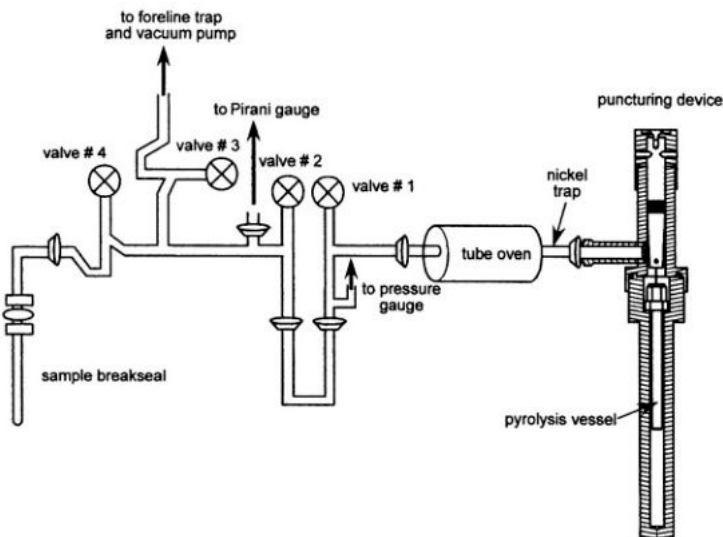 to foreline trap
and vacuum pump
to Pirani gauge
puncturing device
valve # 4
valve # 3
valve # 2
valve # 1
nickel
trap
tube oven
to pressure
gauge
sample breakseal
pyrolysis vessel